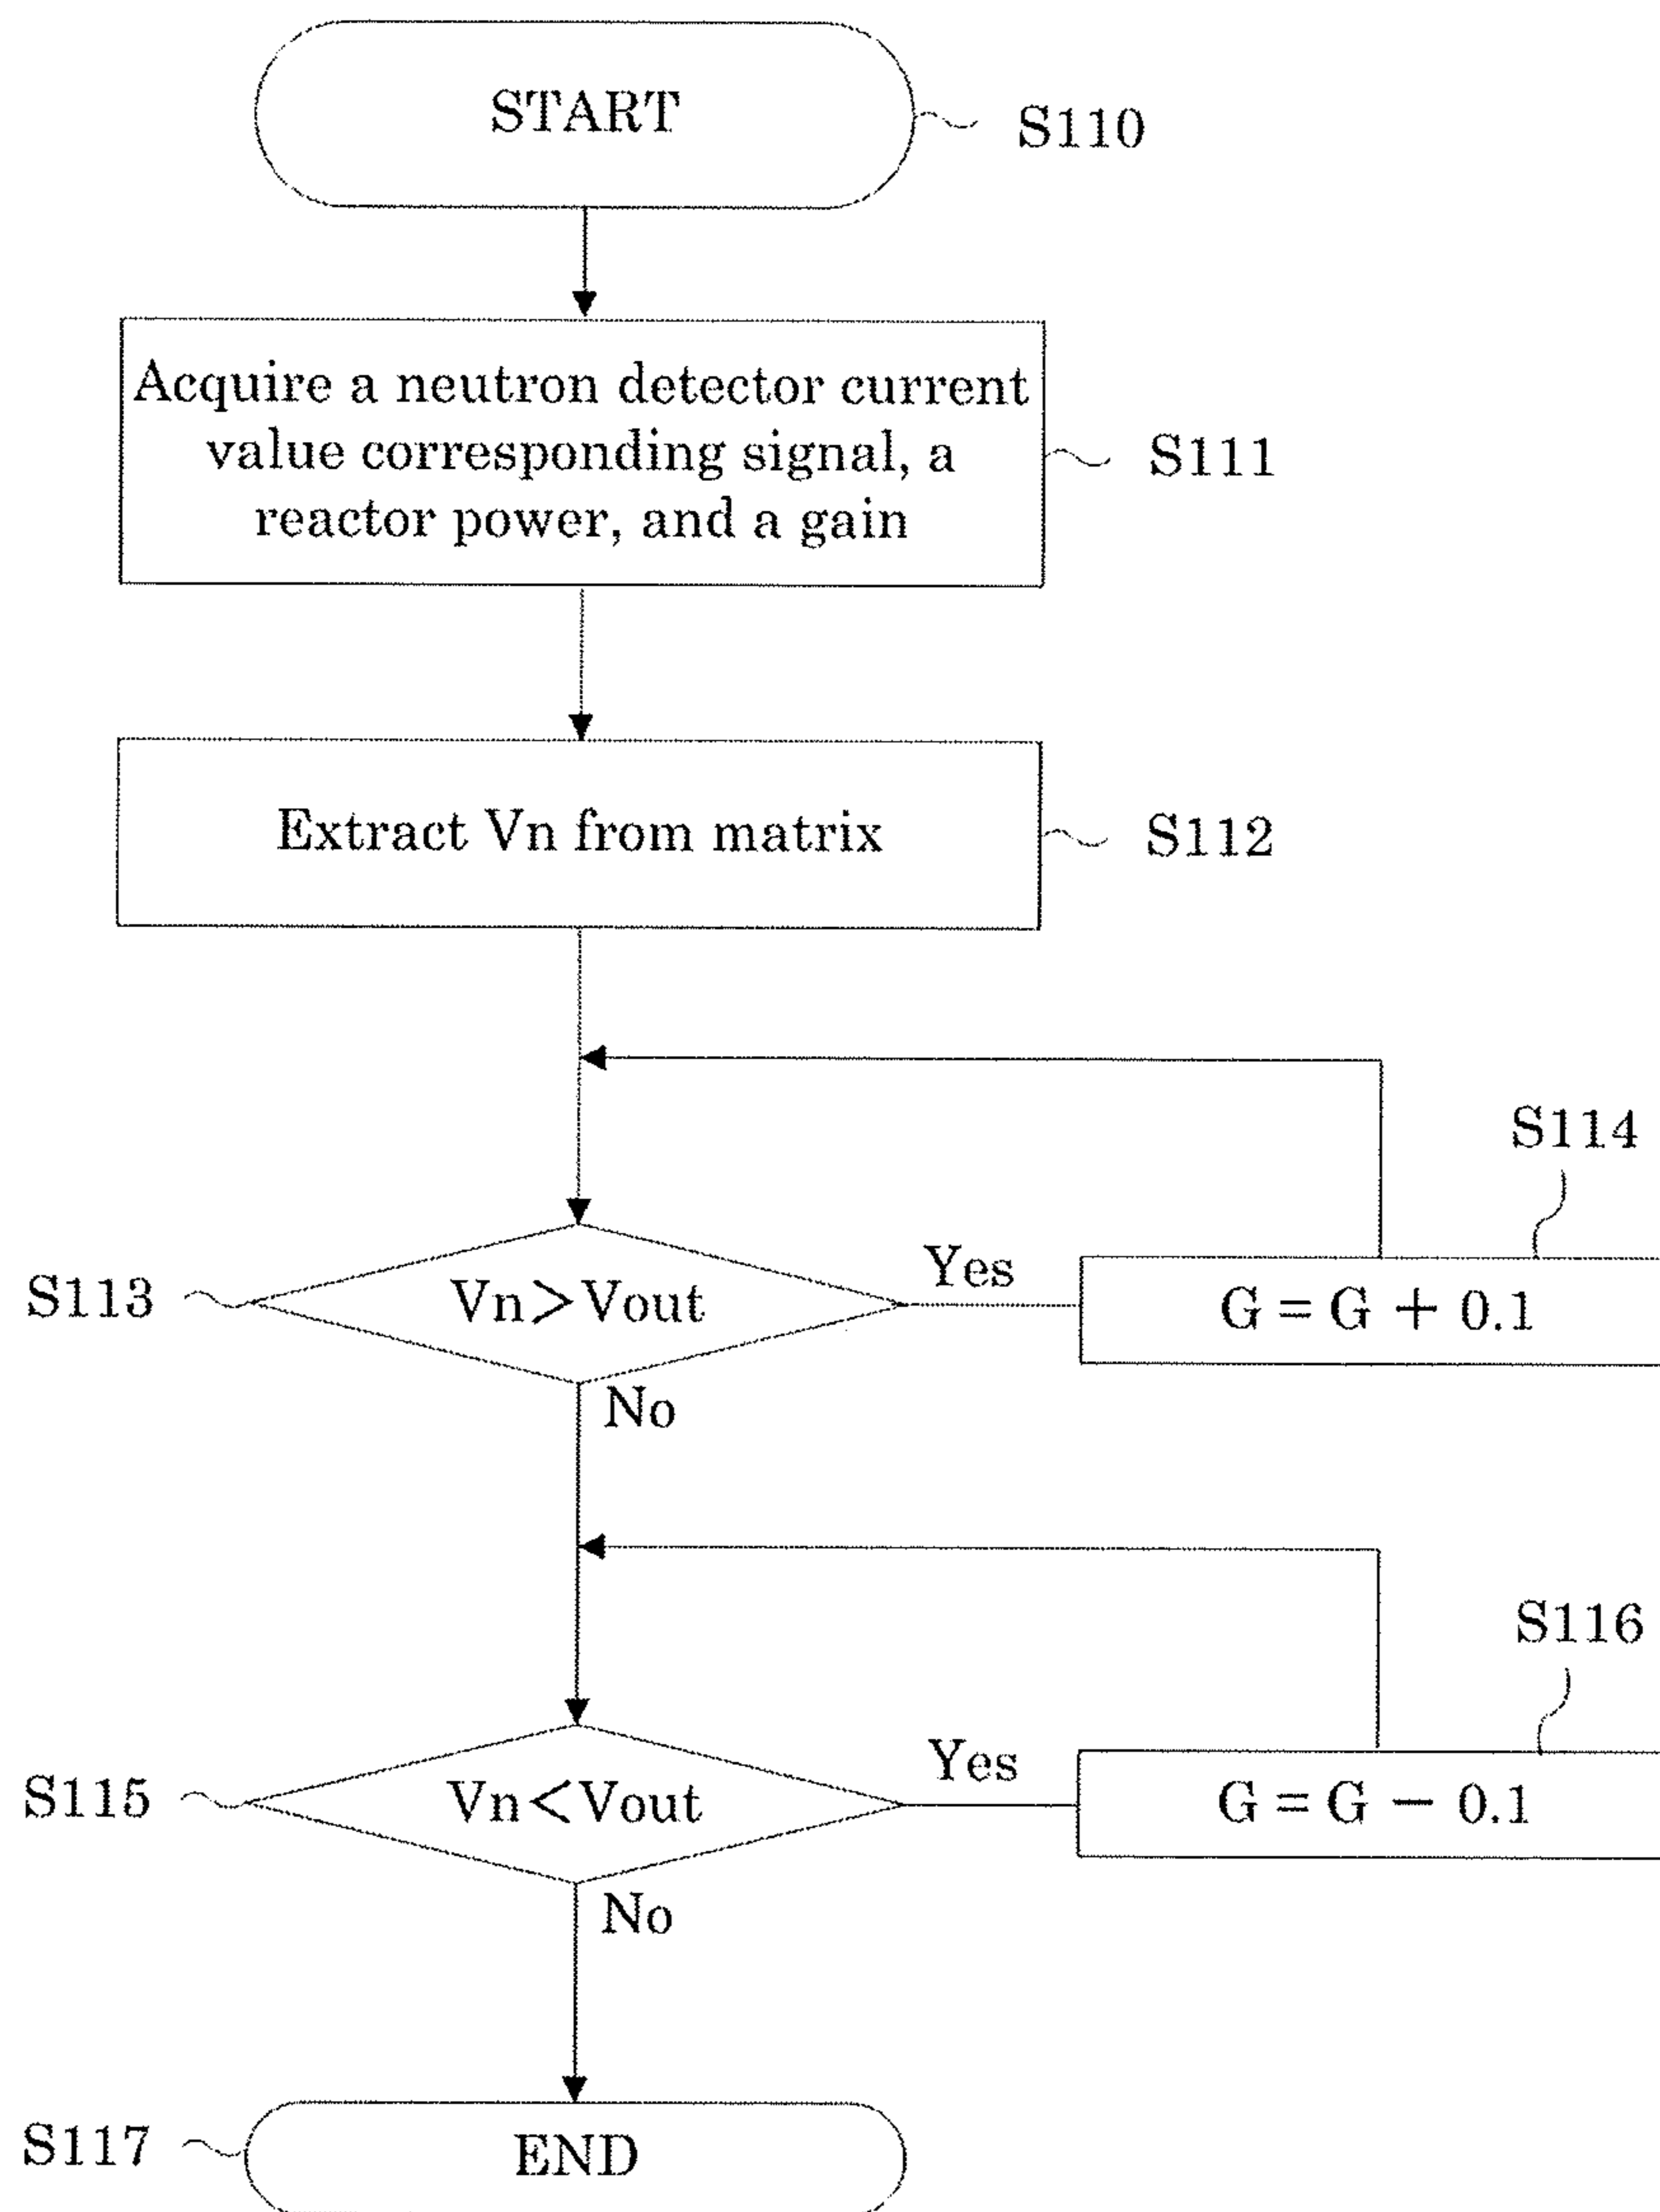 START
S110
Acquire a neutron detector current
value corresponding signal, a
reactor power, and a gain
S111
Extract Vn from matrix
S112
S114
S113
Vn>Vout
Yes
G = G + 0.1
No
S116
S115
Vn<Vout
Yes
G = G − 0.1
No
S117
END